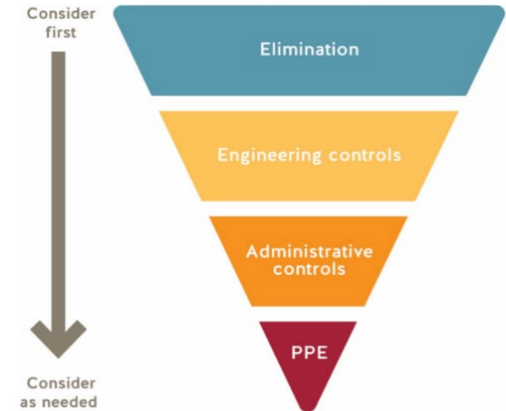 Consider
first
Elimination
Engineering controls
Administrative
controls
PPE
Consider
as needed